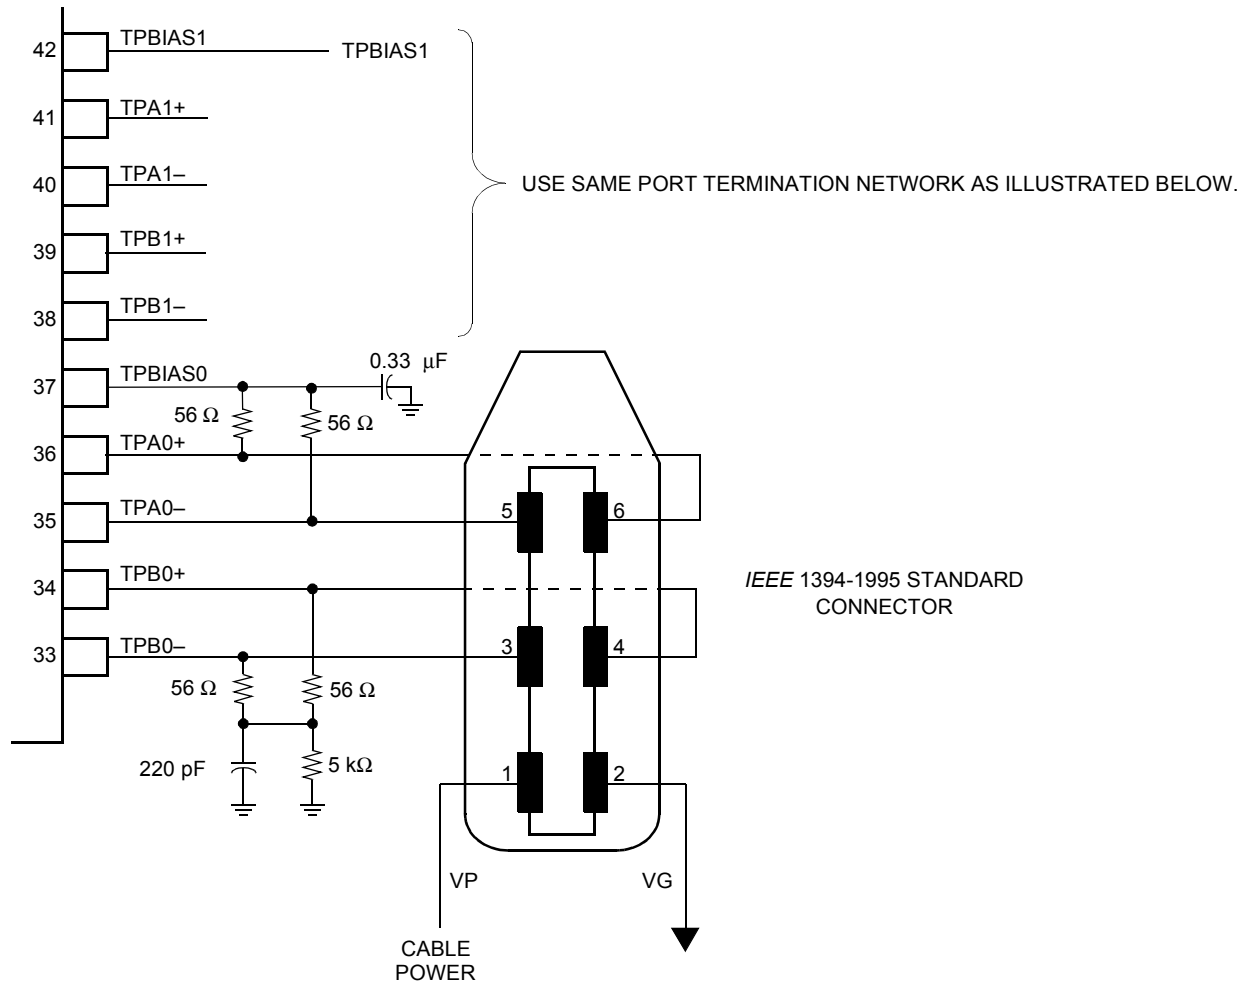 42 TPBIAS1 TPBIAS1
41 TPA1+
40 TPA1–
USE SAME PORT TERMINATION NETWORK AS ILLUSTRATED BELOW.
39 TPB1+
38 TPB1–
0.33 μF
37 TPBIAS0
56 Ω 56 Ω
36 TPA0+
35 TPA0–
5 6
34 TPB0+
IEEE 1394-1995 STANDARD
CONNECTOR
33 TPB0–
3 4
56 Ω 56 Ω
220 pF 5 kΩ
1 2
VP VG
CABLE
POWER